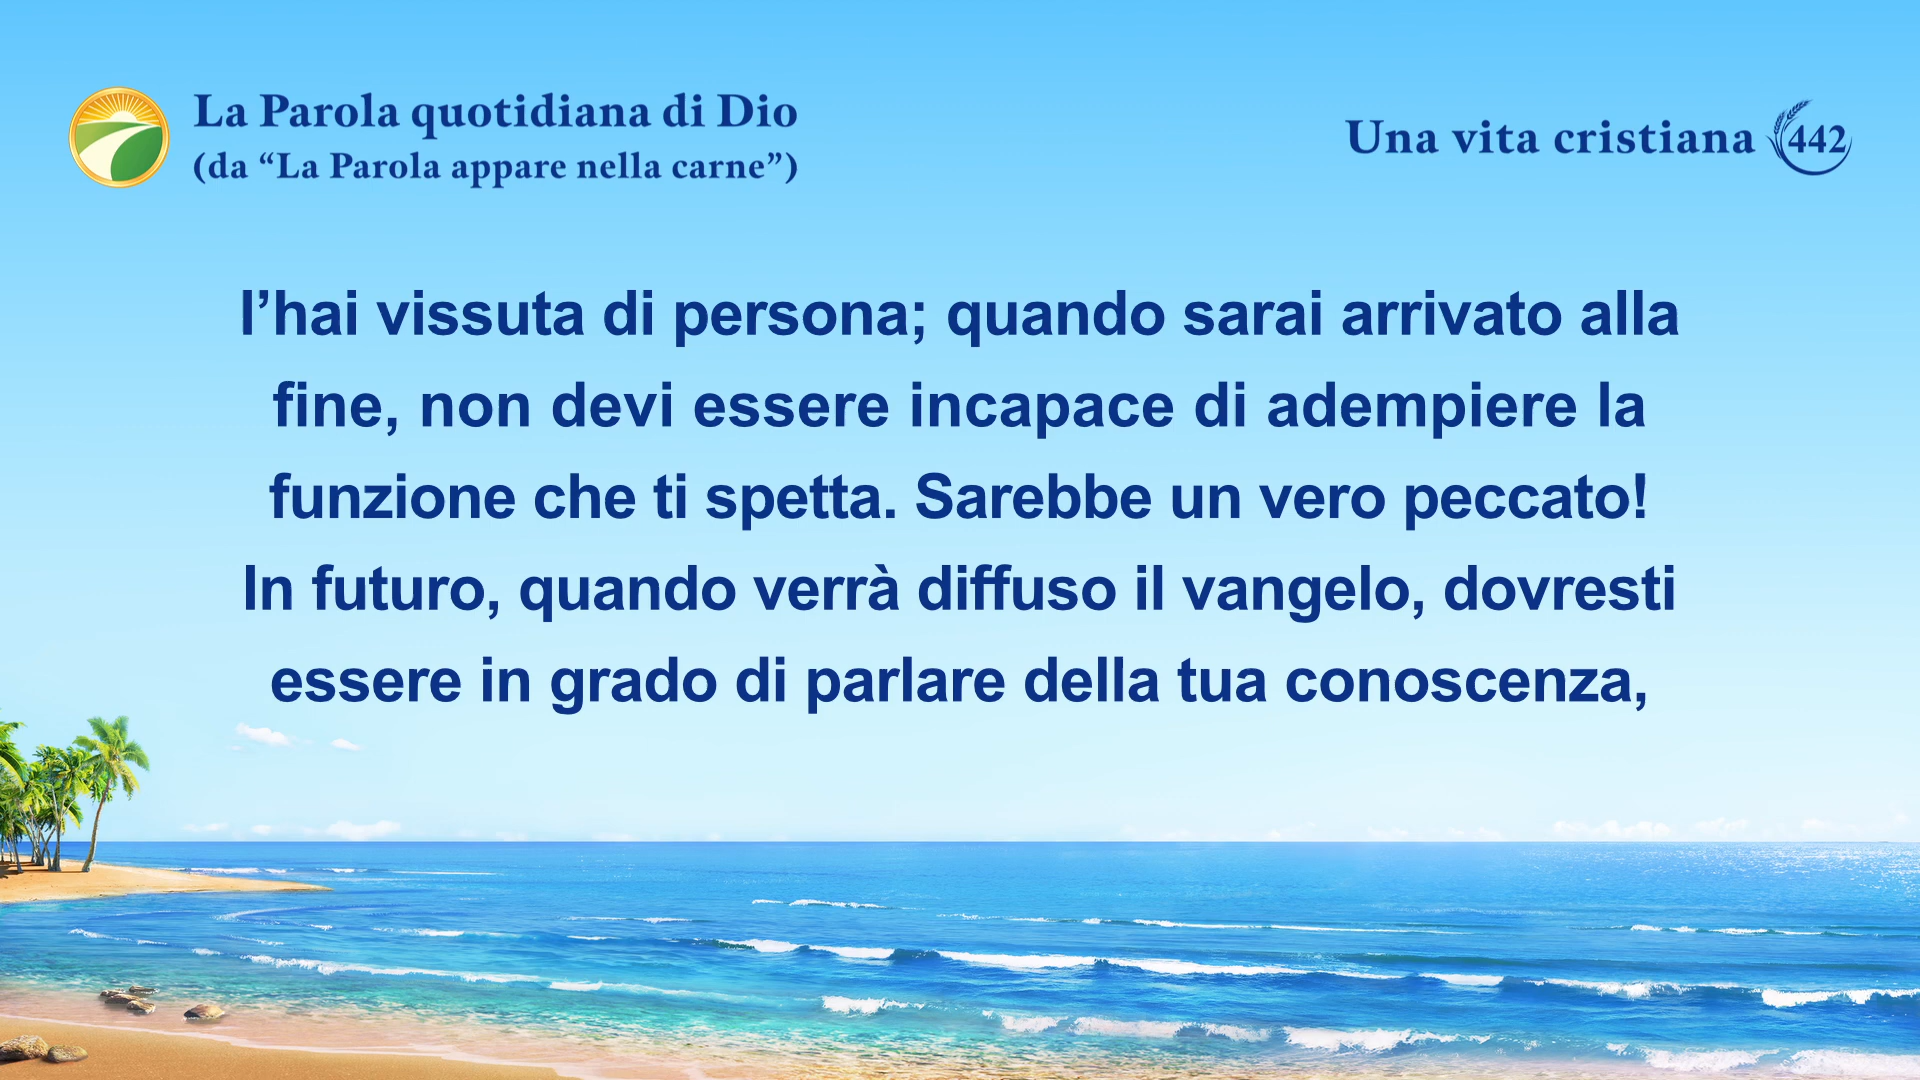 La Parola quotidiana di Dio
(da “La Parola appare nella carne”)
Una vita cristiana 442
l’hai vissuta di persona; quando sarai arrivato alla
fine, non devi essere incapace di adempiere la
funzione che ti spetta. Sarebbe un vero peccato!
In futuro, quando verrà diffuso il vangelo, dovresti
essere in grado di parlare della tua conoscenza,